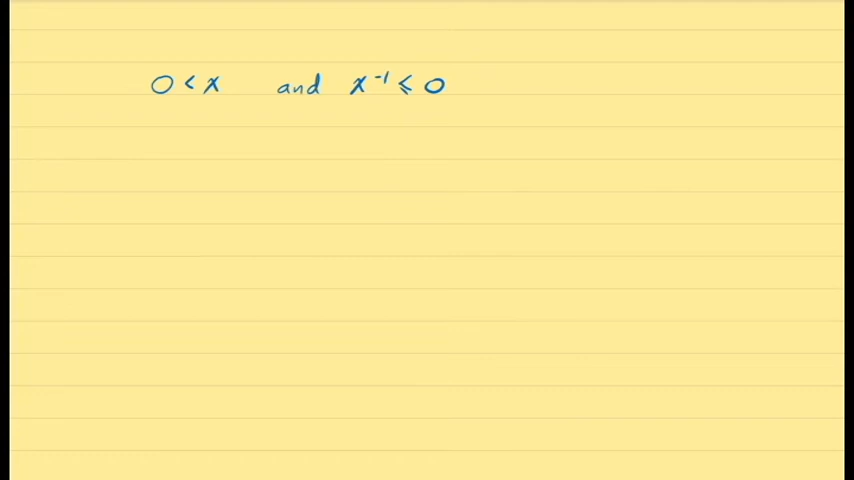 0 < x and x⁻¹ ⩽ 0